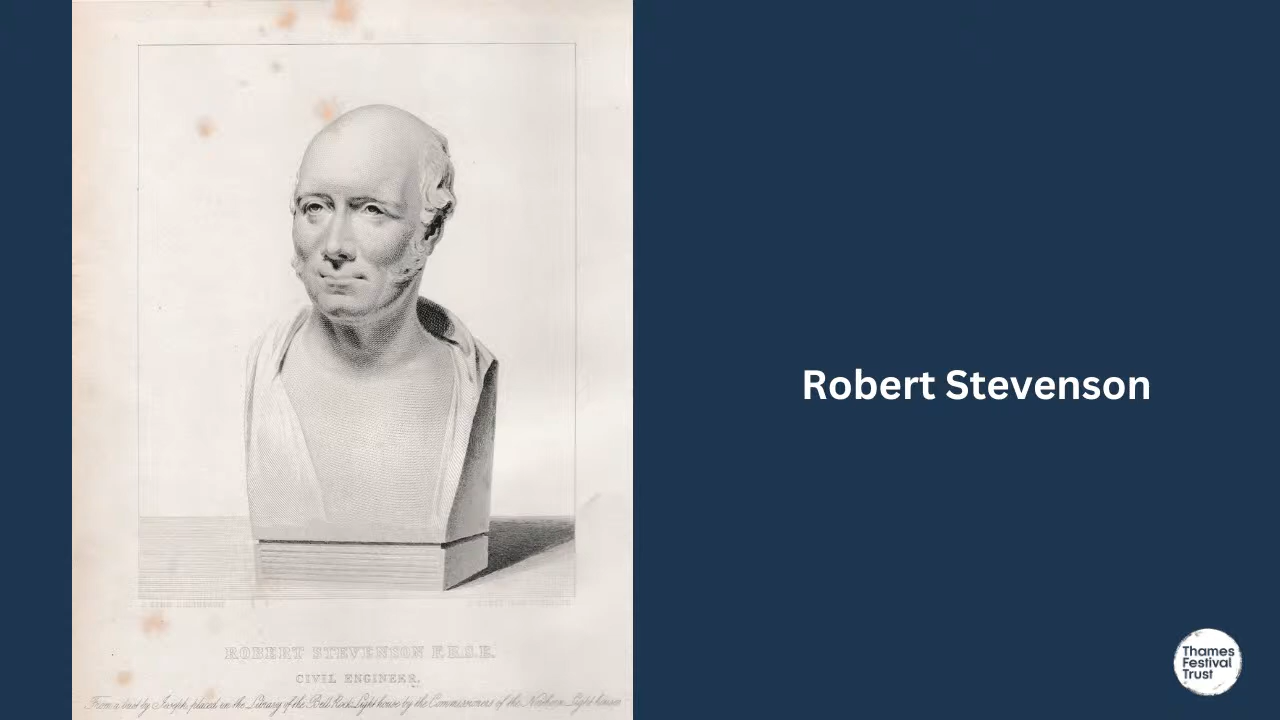 ROBERT STEVENSON F.R.S.E.
CIVIL ENGINEER.
From a bust by Joseph, placed in the Library of the Bell Rock Light house by the Commissioners of the Northern Light houses
Robert Stevenson
Thames
Festival
Trust